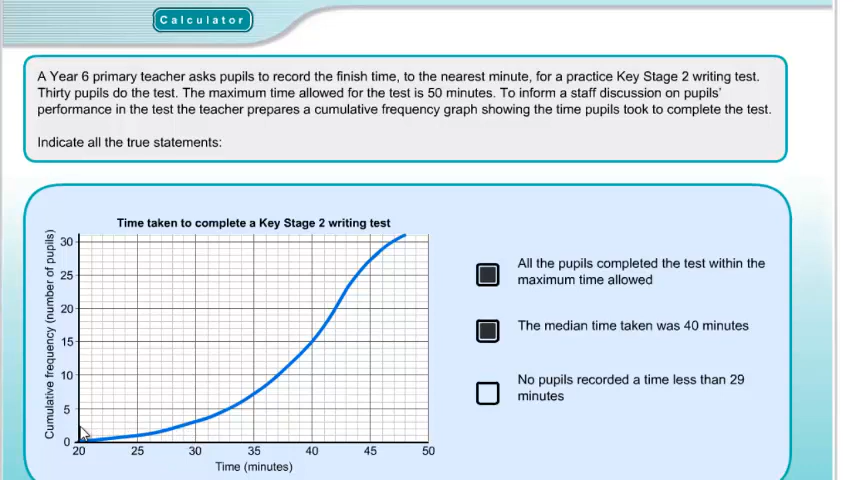 Calculator
A Year 6 primary teacher asks pupils to record the finish time, to the nearest minute, for a practice Key Stage 2 writing test.
Thirty pupils do the test. The maximum time allowed for the test is 50 minutes. To inform a staff discussion on pupils'
performance in the test the teacher prepares a cumulative frequency graph showing the time pupils took to complete the test.
Indicate all the true statements:
Time taken to complete a Key Stage 2 writing test
Cumulative frequency (number of pupils)
30
25
20
15
10
5
0
20 25 30 35 40 45 50
Time (minutes)
All the pupils completed the test within the
maximum time allowed
The median time taken was 40 minutes
No pupils recorded a time less than 29
minutes